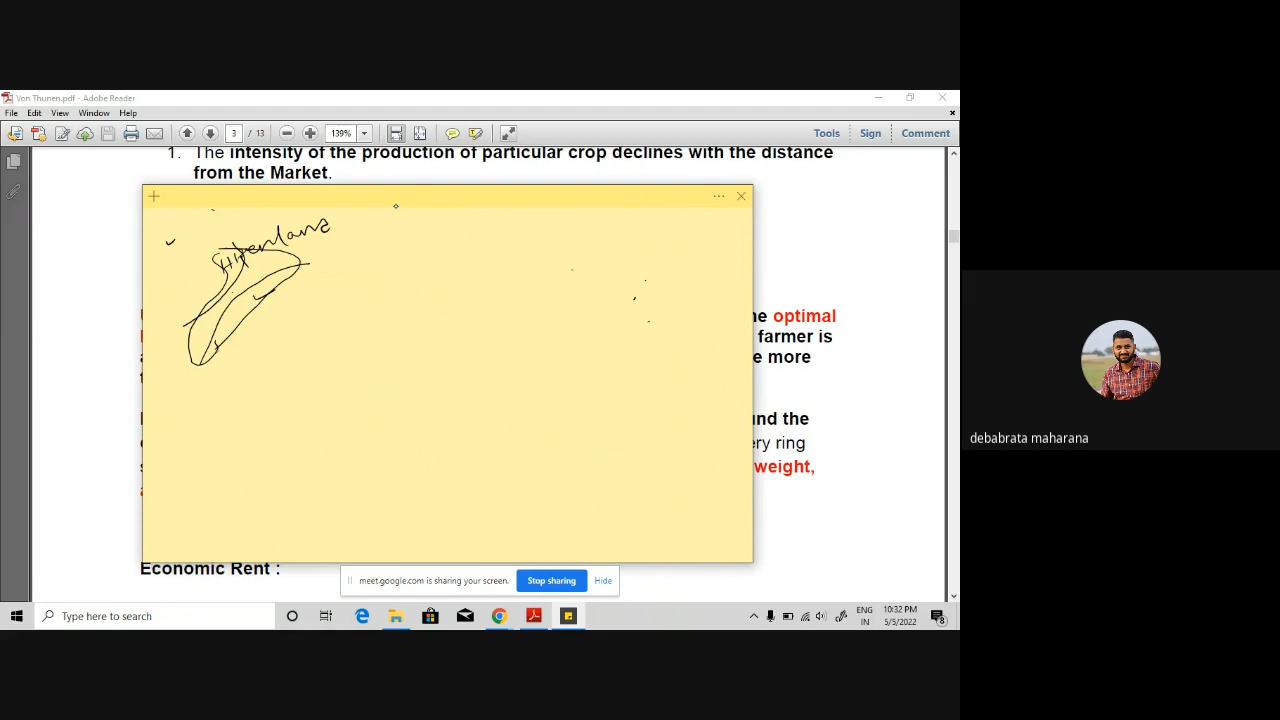 Von Thunen.pdf - Adobe Reader
File Edit View Window Help
3 / 13 139% Tools Sign Comment
1. The intensity of the production of particular crop declines with the distance
from the Market.
optimal
farmer is
more
und the
ery ring
weight,
Economic Rent :
meet.google.com is sharing your screen. Stop sharing Hide
Type here to search
ENG 10:32 PM
IN 5/5/2022 8
debabrata maharana